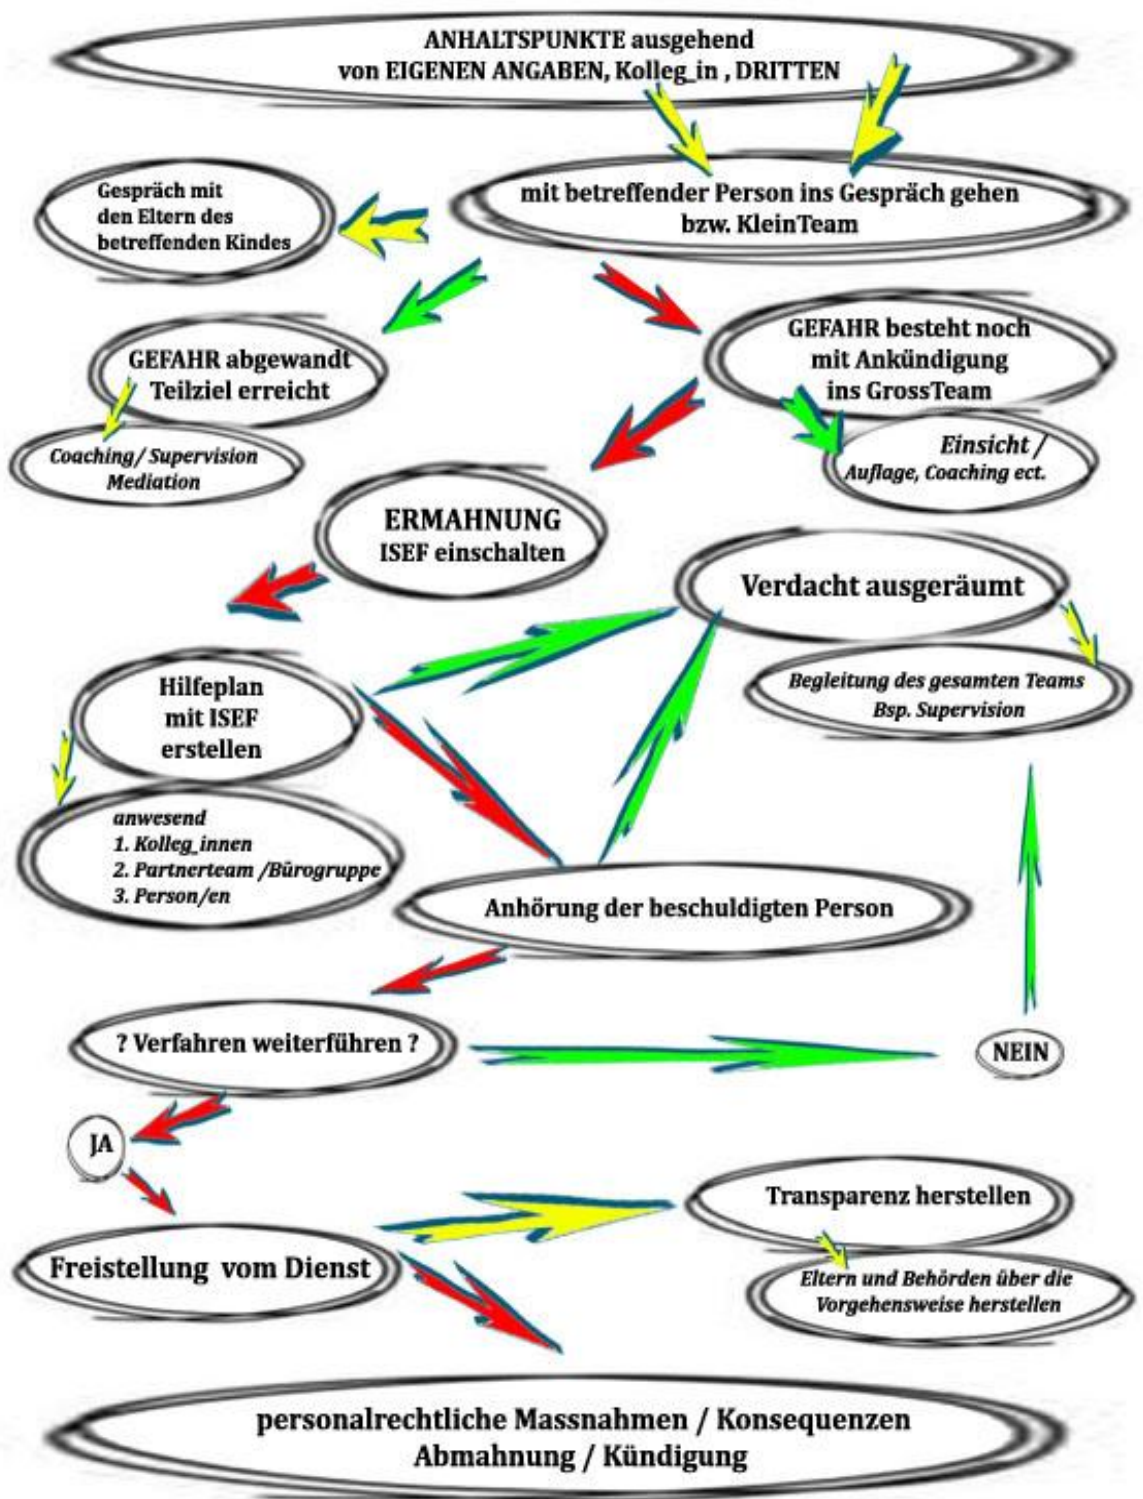 ANHALTSPUNKTE ausgehend
von EIGENEN ANGABEN, Kolleg_in , DRITTEN
mit betreffender Person ins Gespräch gehen
bzw. KleinTeam
Gespräch mit
den Eltern des
betreffenden Kindes
GEFAHR abgewandt
Teilziel erreicht
Coaching/ Supervision
Mediation
GEFAHR besteht noch
mit Ankündigung
ins GrossTeam
Einsicht /
Auflage, Coaching ect.
ERMAHNUNG
ISEF einschalten
Verdacht ausgeräumt
Begleitung des gesamten Teams
Bsp. Supervision
Hilfeplan
mit ISEF
erstellen
anwesend
1. Kolleg_innen
2. Partnerteam /Bürogruppe
3. Person/en
Anhörung der beschuldigten Person
? Verfahren weiterführen ?
NEIN
JA
Freistellung vom Dienst
Transparenz herstellen
Eltern und Behörden über die
Vorgehensweise herstellen
personalrechtliche Massnahmen / Konsequenzen
Abmahnung / Kündigung